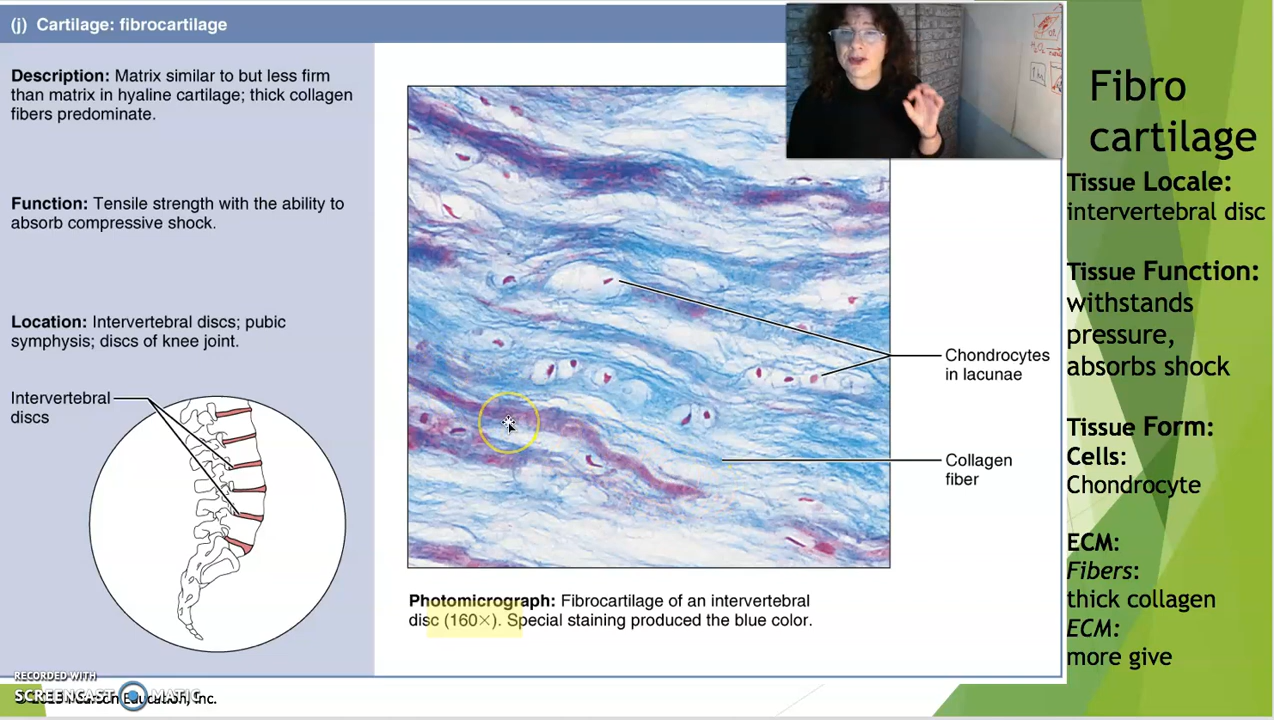 (j) Cartilage: fibrocartilage
Description: Matrix similar to but less firm
than matrix in hyaline cartilage; thick collagen
fibers predominate.
Function: Tensile strength with the ability to
absorb compressive shock.
Location: Intervertebral discs; pubic
symphysis; discs of knee joint.
Intervertebral
discs
Chondrocytes
in lacunae
Collagen
fiber
Photomicrograph: Fibrocartilage of an intervertebral
disc (160×). Special staining produced the blue color.
Fibro
cartilage
Tissue Locale:
intervertebral disc
Tissue Function:
withstands
pressure,
absorbs shock
Tissue Form:
Cells:
Chondrocyte
ECM:
Fibers:
thick collagen
ECM:
more give
RECORDED WITH
SCREENCAST MATIC
Education, Inc.